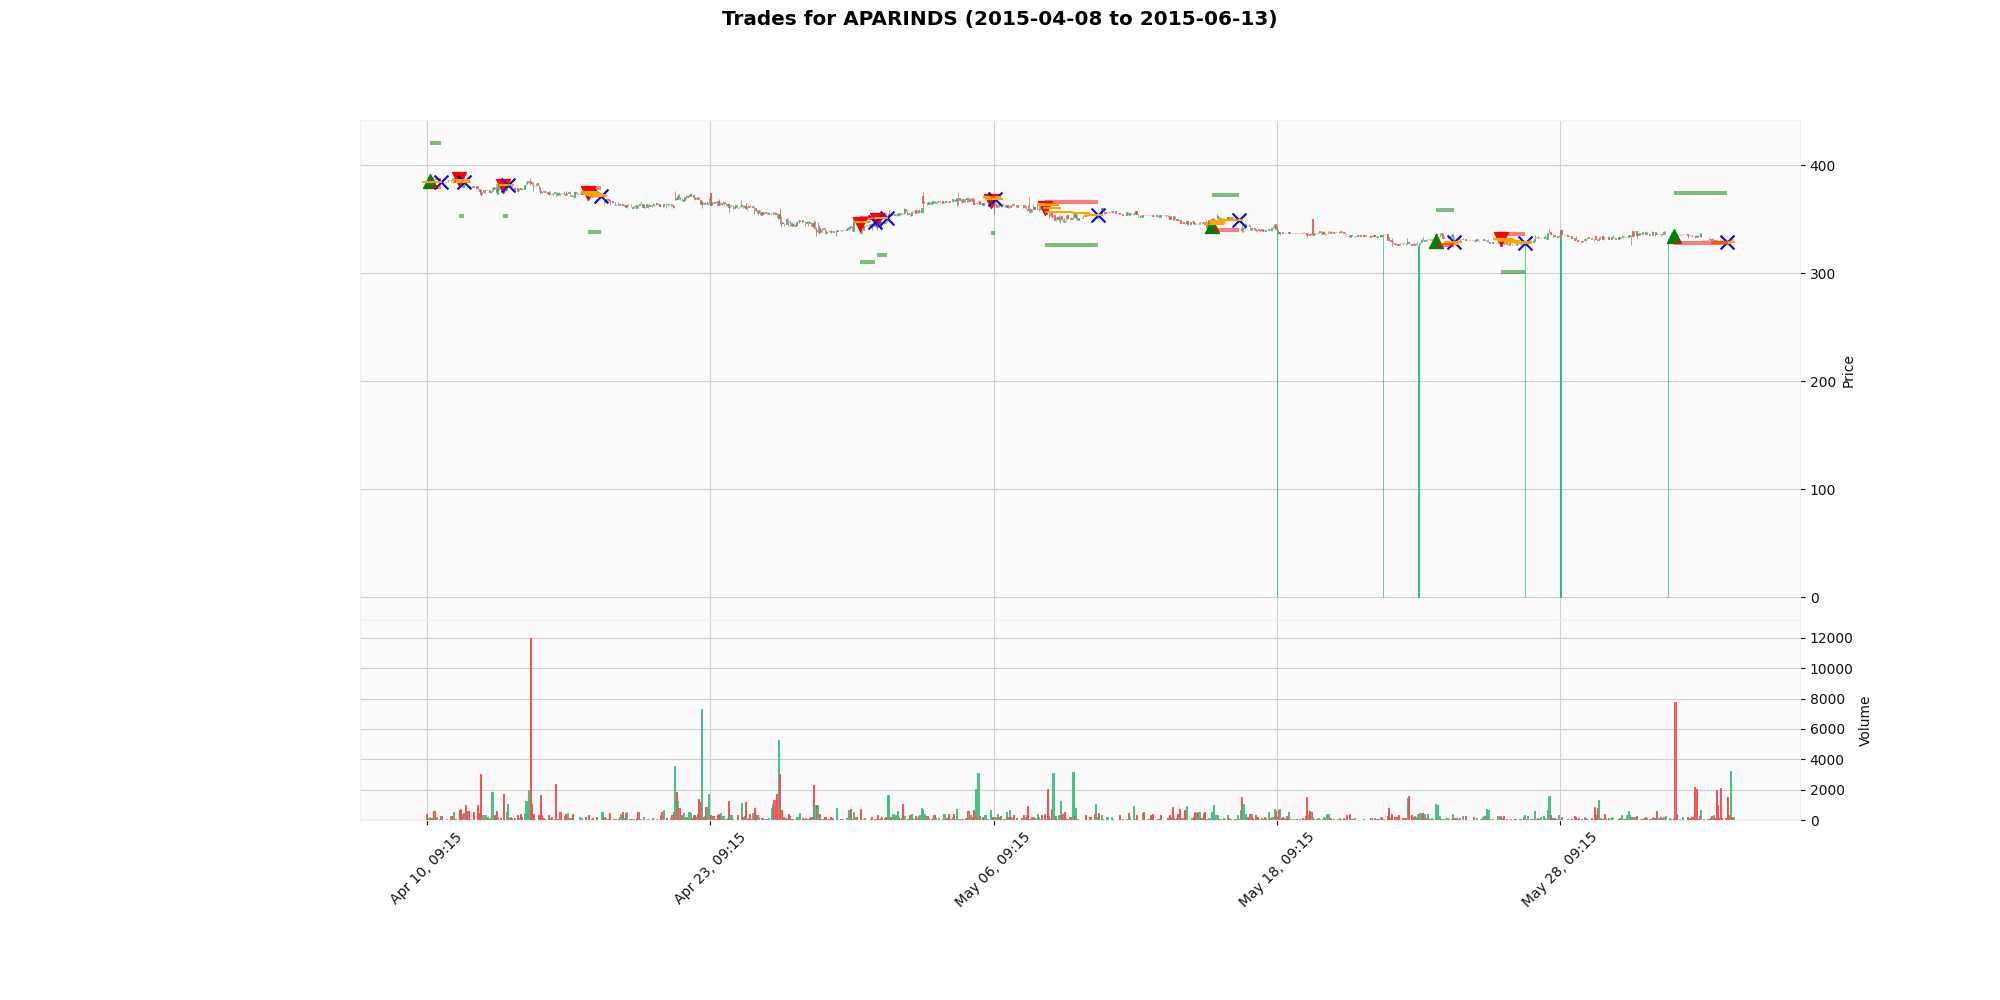 Trades for APARINDS (2015-04-08 to 2015-06-13)
400
300
200
100
0
Price
12000
10000
8000
6000
4000
2000
0
Volume
Apr 10, 09:15
Apr 23, 09:15
May 06, 09:15
May 18, 09:15
May 28, 09:15